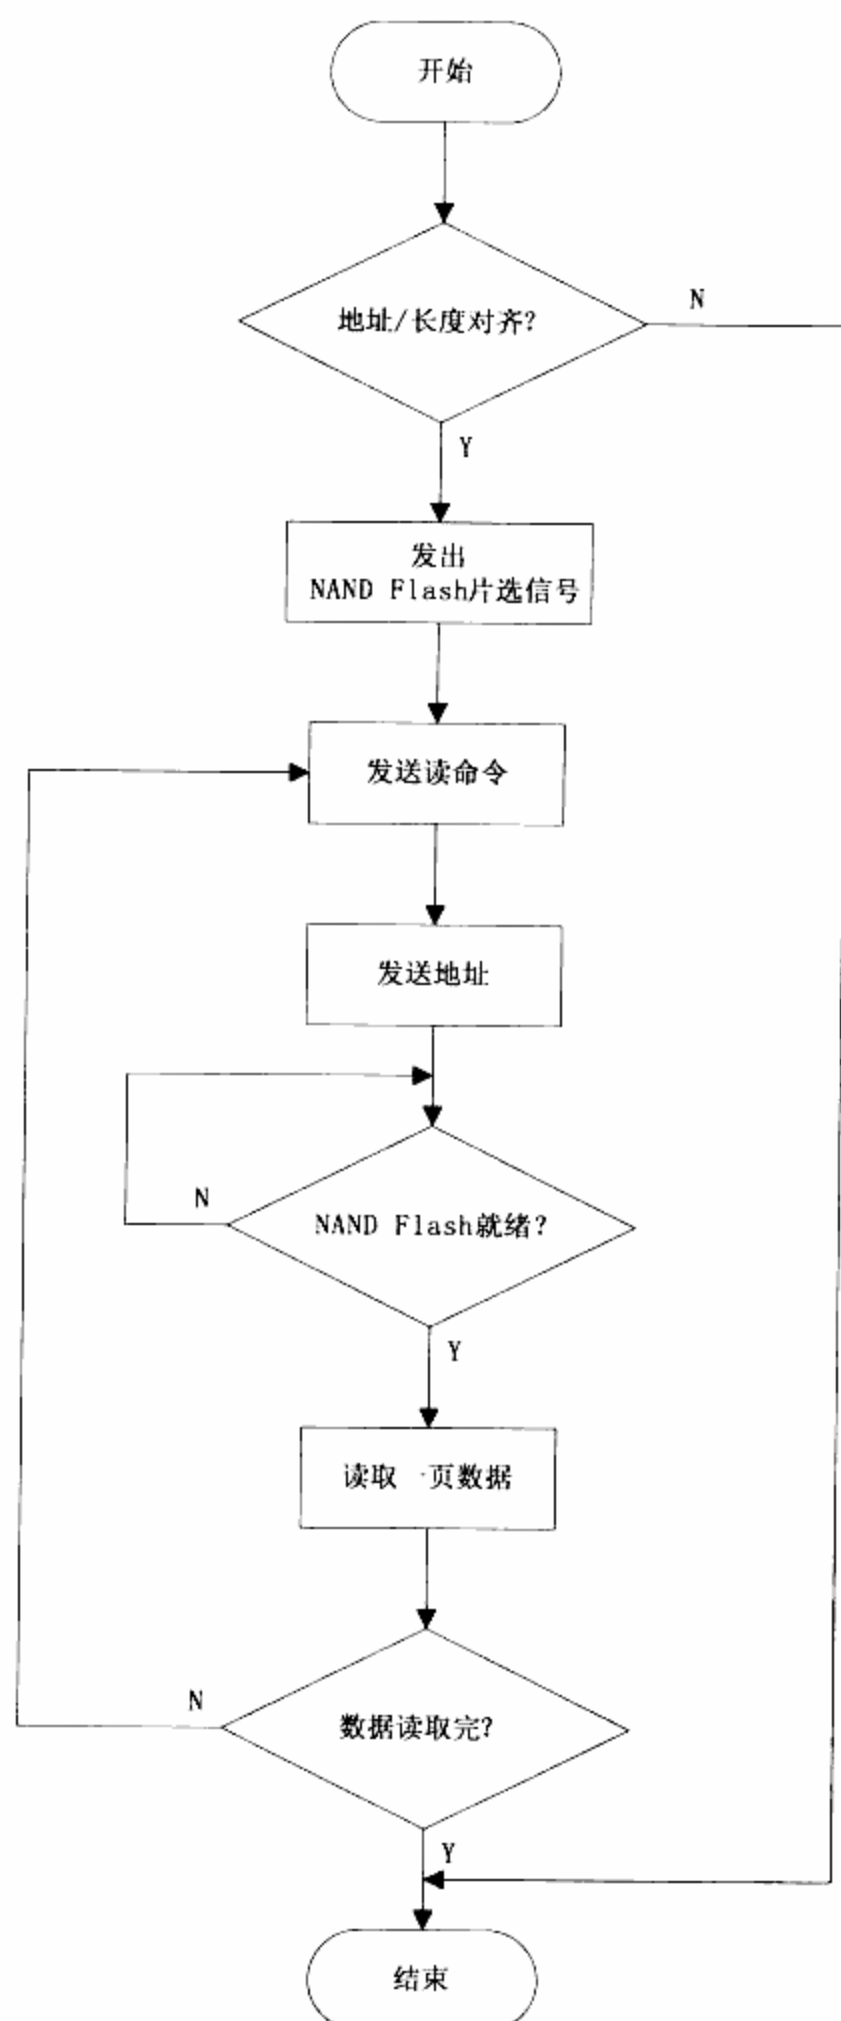 开始
地址/长度对齐?
N
Y
发出
NAND Flash片选信号
发送读命令
发送地址
N
NAND Flash就绪?
Y
读取一页数据
N
数据读取完?
Y
结束